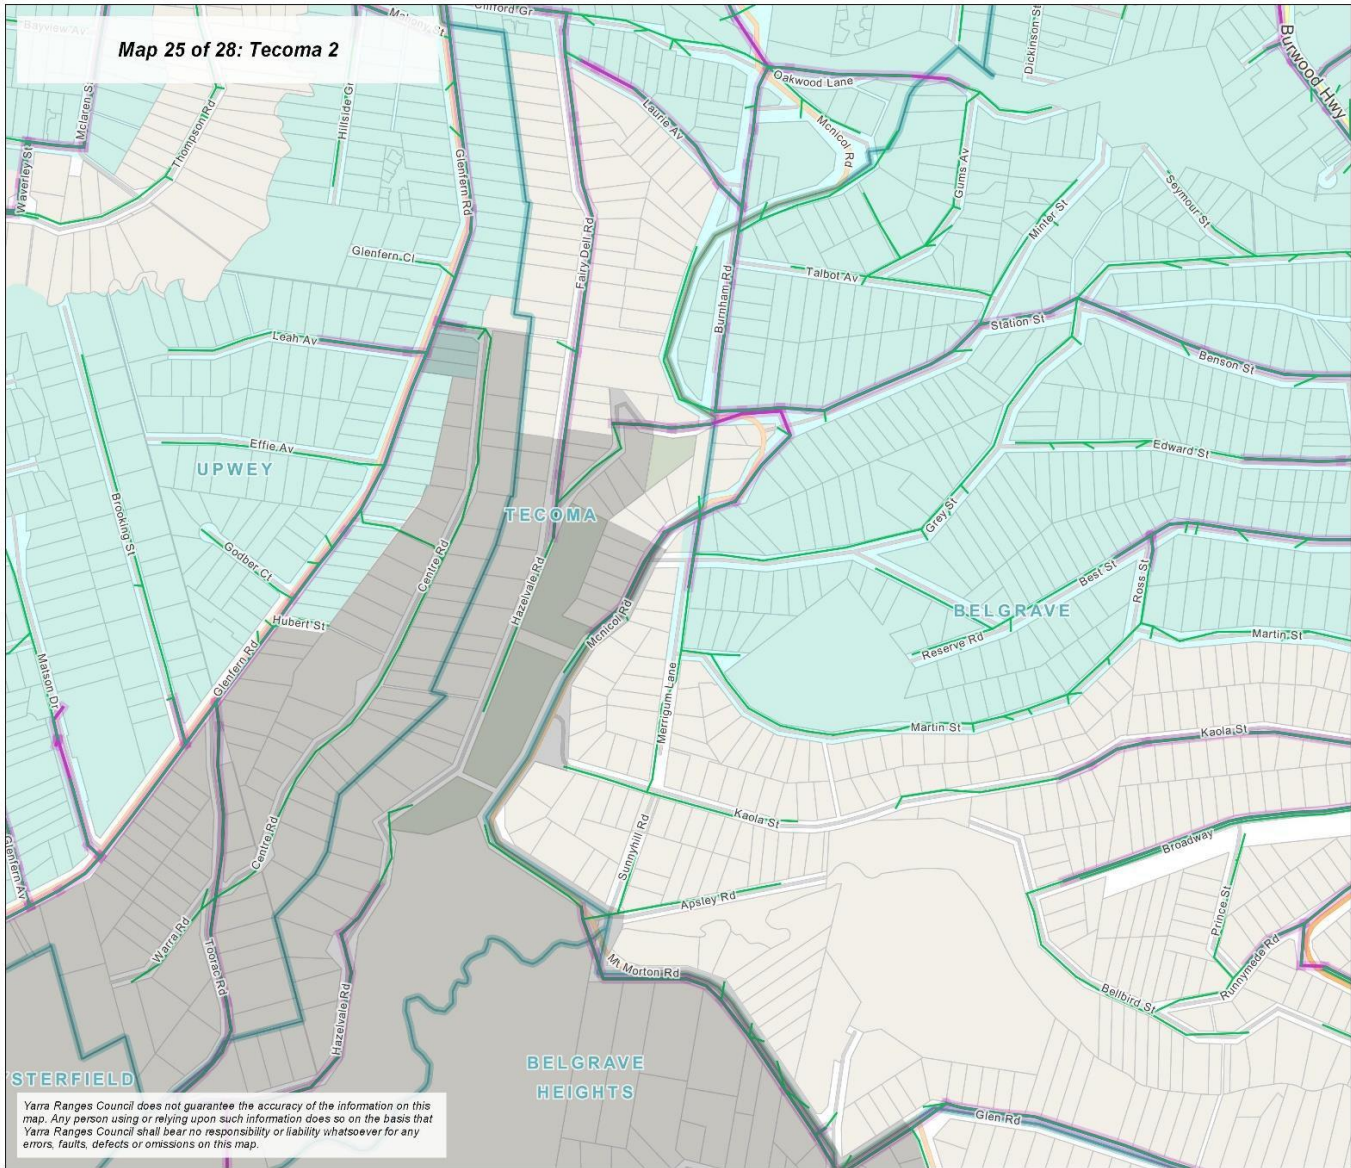 Map 25 of 28: Tecoma 2
Bayview Av
Mahony St
Clifford Gr
Mclaren St
Thompson Rd
Hillside Gr
Waverley St
Glenfern Rd
Laurie Av
Oakwood Lane
Mcnicol Rd
Dickinson St
Burwood Hwy
Gums Av
Minter St
Seymour St
Glenfern Cl
Fairy Dell Rd
Burnham Rd
Talbot Av
Station St
Benson St
Leah Av
Effie Av
UPWEY
Brooking St
TECOMA
Edward St
Grey St
Godber Ct
Centre Rd
Hazelvale Rd
Mcnicol Rd
Best St
Ross St
BELGRAVE
Hubert St
Reserve Rd
Martin St
Glenfern Rd
Matson Dr
Merrigum Lane
Martin St
Kaola St
Kaola St
Centre Rd
Sunnyhill Rd
Broadway
Glenfern Av
Apsley Rd
Prince St
Warra Rd
Toorac Rd
Hazelvale Rd
Mt Morton Rd
Runnymede Rd
Bellbird St
BELGRAVE
HEIGHTS
STERFIELD
Glen Rd
Yarra Ranges Council does not guarantee the accuracy of the information on this
map. Any person using or relying upon such information does so on the basis that
Yarra Ranges Council shall bear no responsibility or liability whatsoever for any
errors, faults, defects or omissions on this map.